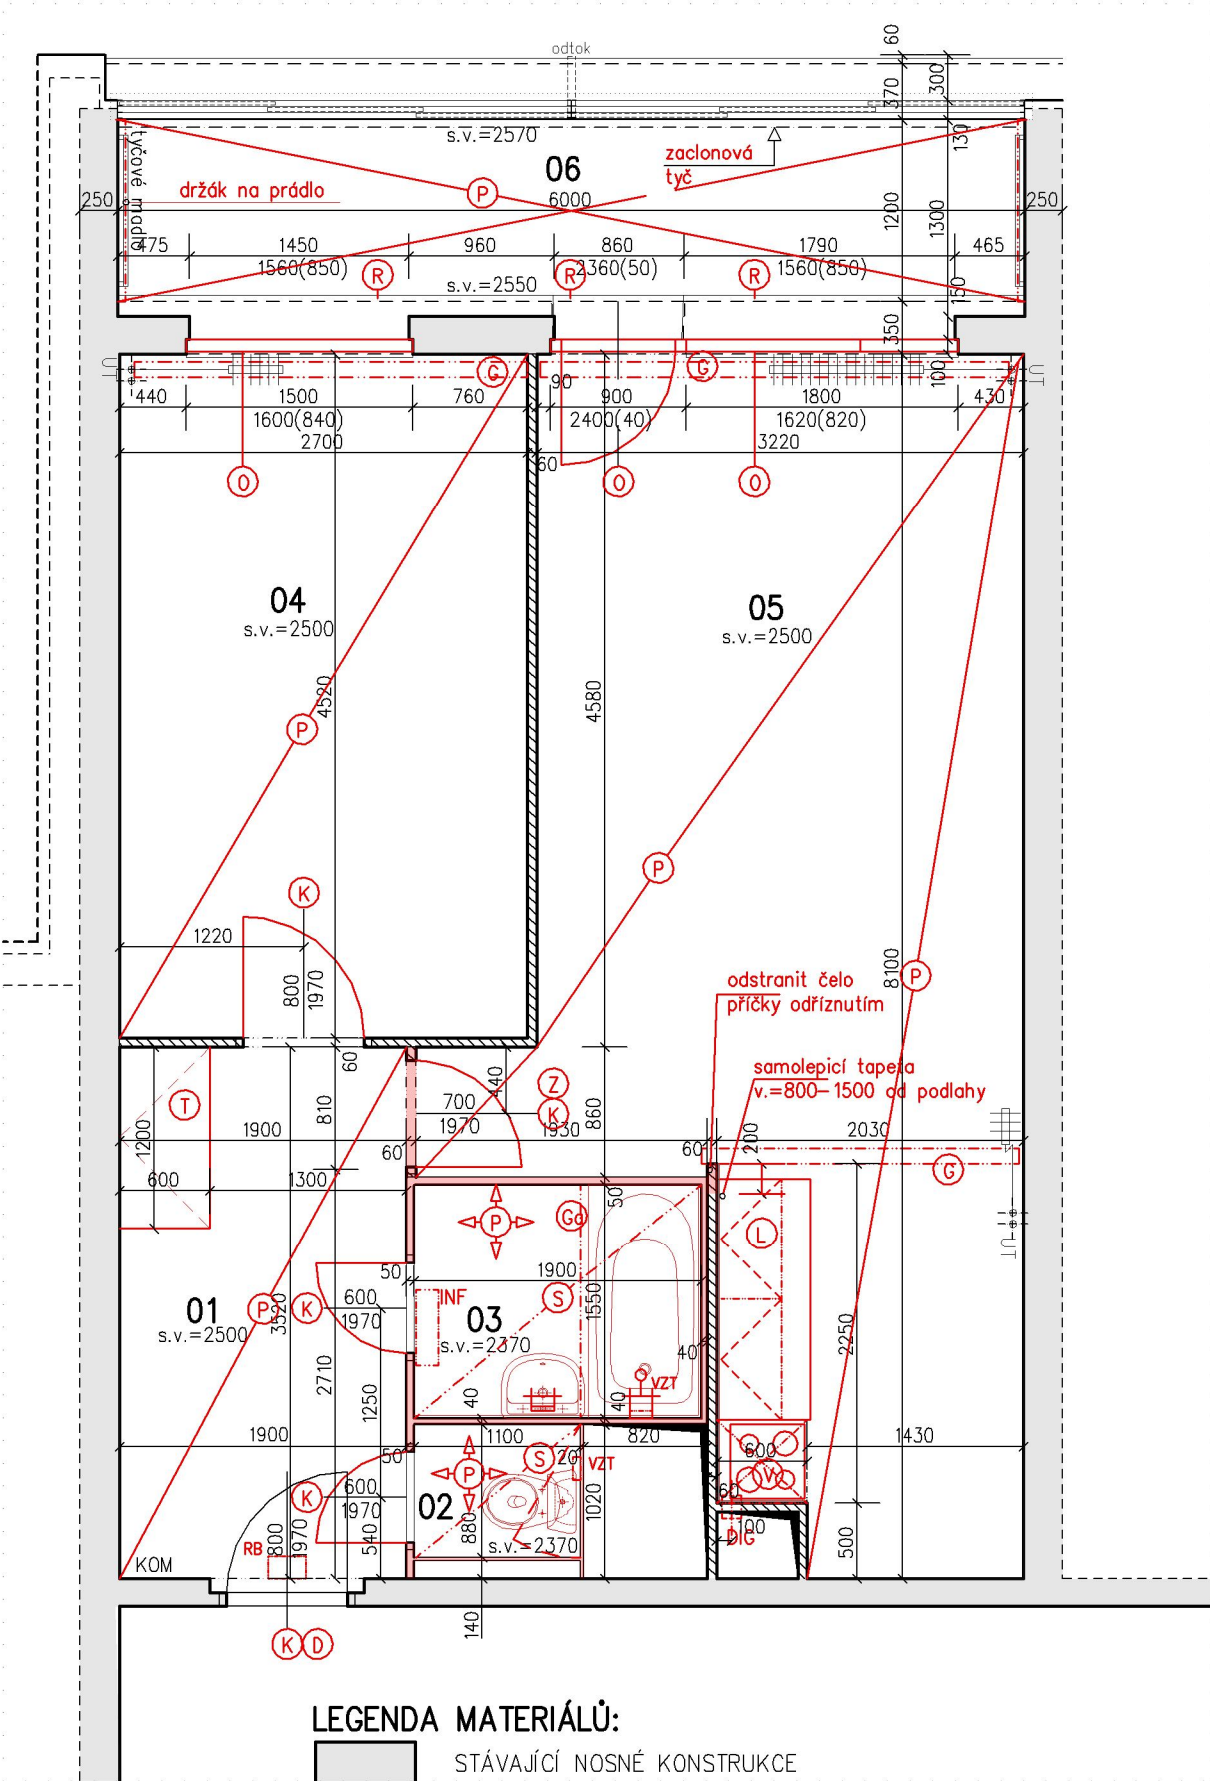 odtok
60
370
300
s.v.=2570
zaclonová
tyč
130
tyčové madlo
06
držák na prádlo
P
250
6000
1200
1300
250
475
1450
960
860
1790
465
1560(850)
2360(50)
1560(850)
R
R
R
s.v.=2550
150
350
UT
G
G
UT
90
100
440
1500
760
900
1800
430
1600(840)
2400(40)
1620(820)
2700
60
3220
O
O
O
04
s.v.=2500
05
s.v.=2500
4520
4580
P
P
K
1220
800
1970
8100
P
odstranit čelo
příčky odříznutím
samolepicí tapeta
v.=800–1500 od podlahy
60
440
Z
K
T
700
1970
810
860
1200
1900
1930
60
60
200
2030
G
600
1300
50
P
Gd
L
UT
50
1900
INF
600
1970
K
S
1550
01
s.v.=2500
P
3520
03
s.v.=2370
2250
40
VZT
2710
1250
40
40
1900
50
1100
820
1430
S
20
VZT
600
P
V
K
600
1970
02
60
880
1020
s.v.=2370
100
DIG
800
1970
540
500
RB
KOM
140
K
D
LEGENDA MATERIÁLŮ:
STÁVAJÍCÍ NOSNÉ KONSTRUKCE